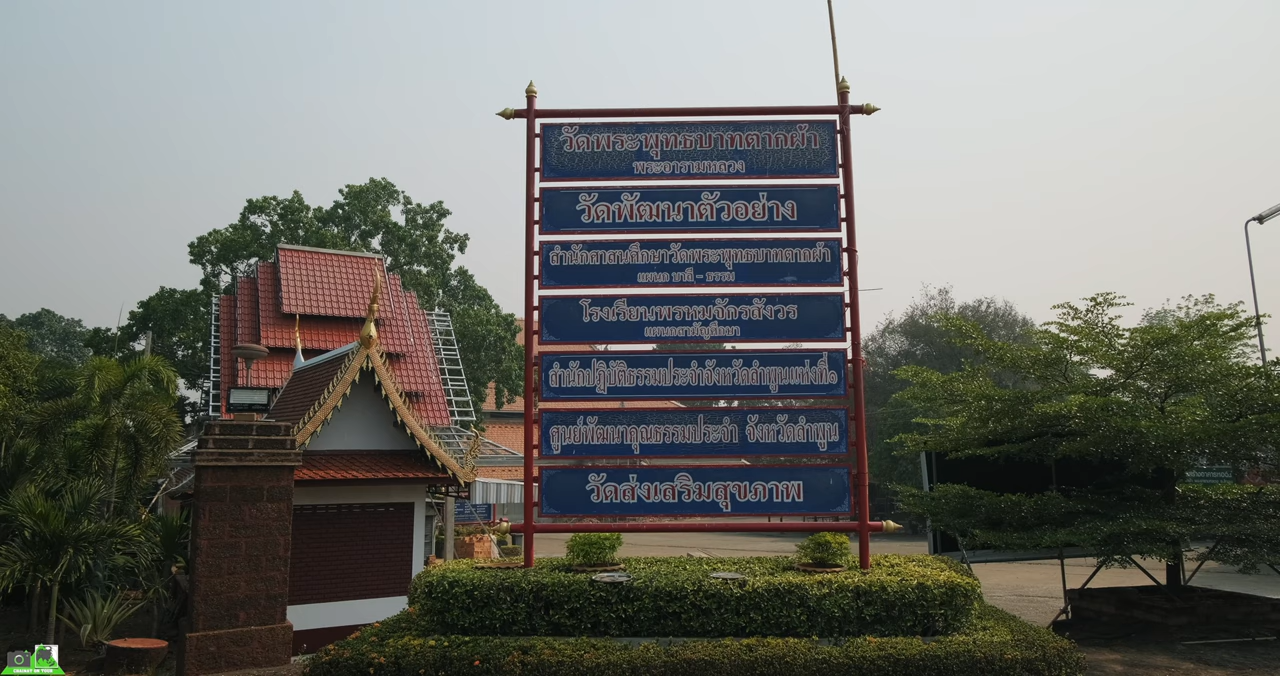 วัดพระพุทธบาทตากผ้า
พระอารามหลวง
วัดพัฒนาตัวอย่าง
สำนักศาสนศึกษาวัดพระพุทธบาทตากผ้า
แผนก บาลี – ธรรม
โรงเรียนพรหมจักรสังวร
แผนกสามัญศึกษา
สำนักปฏิบัติธรรมประจำจังหวัดลำพูนแห่งที่๑
ศูนย์พัฒนาคุณธรรมประจำ จังหวัดลำพูน
วัดส่งเสริมสุขภาพ